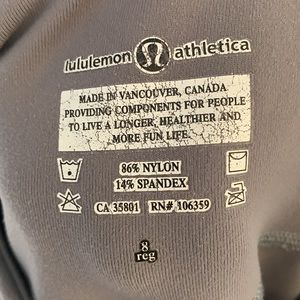 lululemon athletica
MADE IN VANCOUVER, CANADA
PROVIDING COMPONENTS FOR PEOPLE
TO LIVE A LONGER, HEALTHIER AND
MORE FUN LIFE.
86% NYLON
14% SPANDEX
CA 35801 RN# 106359
8
reg